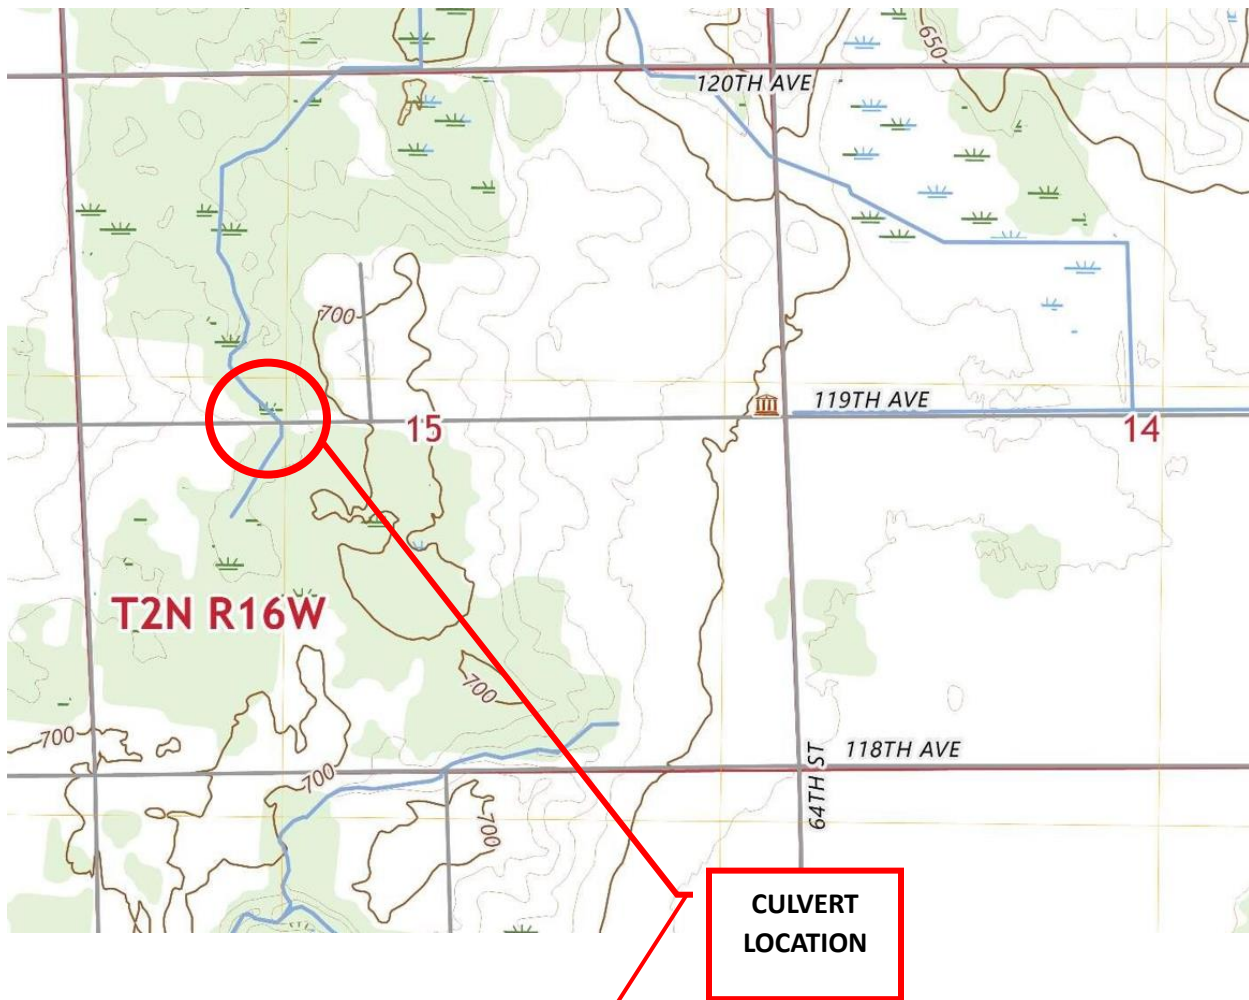 650
120TH AVE
700
119TH AVE
15
14
T2N R16W
700
700
118TH AVE
700
64TH ST
700
CULVERT
LOCATION